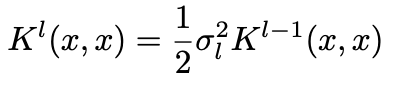 $K^l(x, x) = \frac{1}{2}\sigma_l^2 K^{l-1}(x, x)$